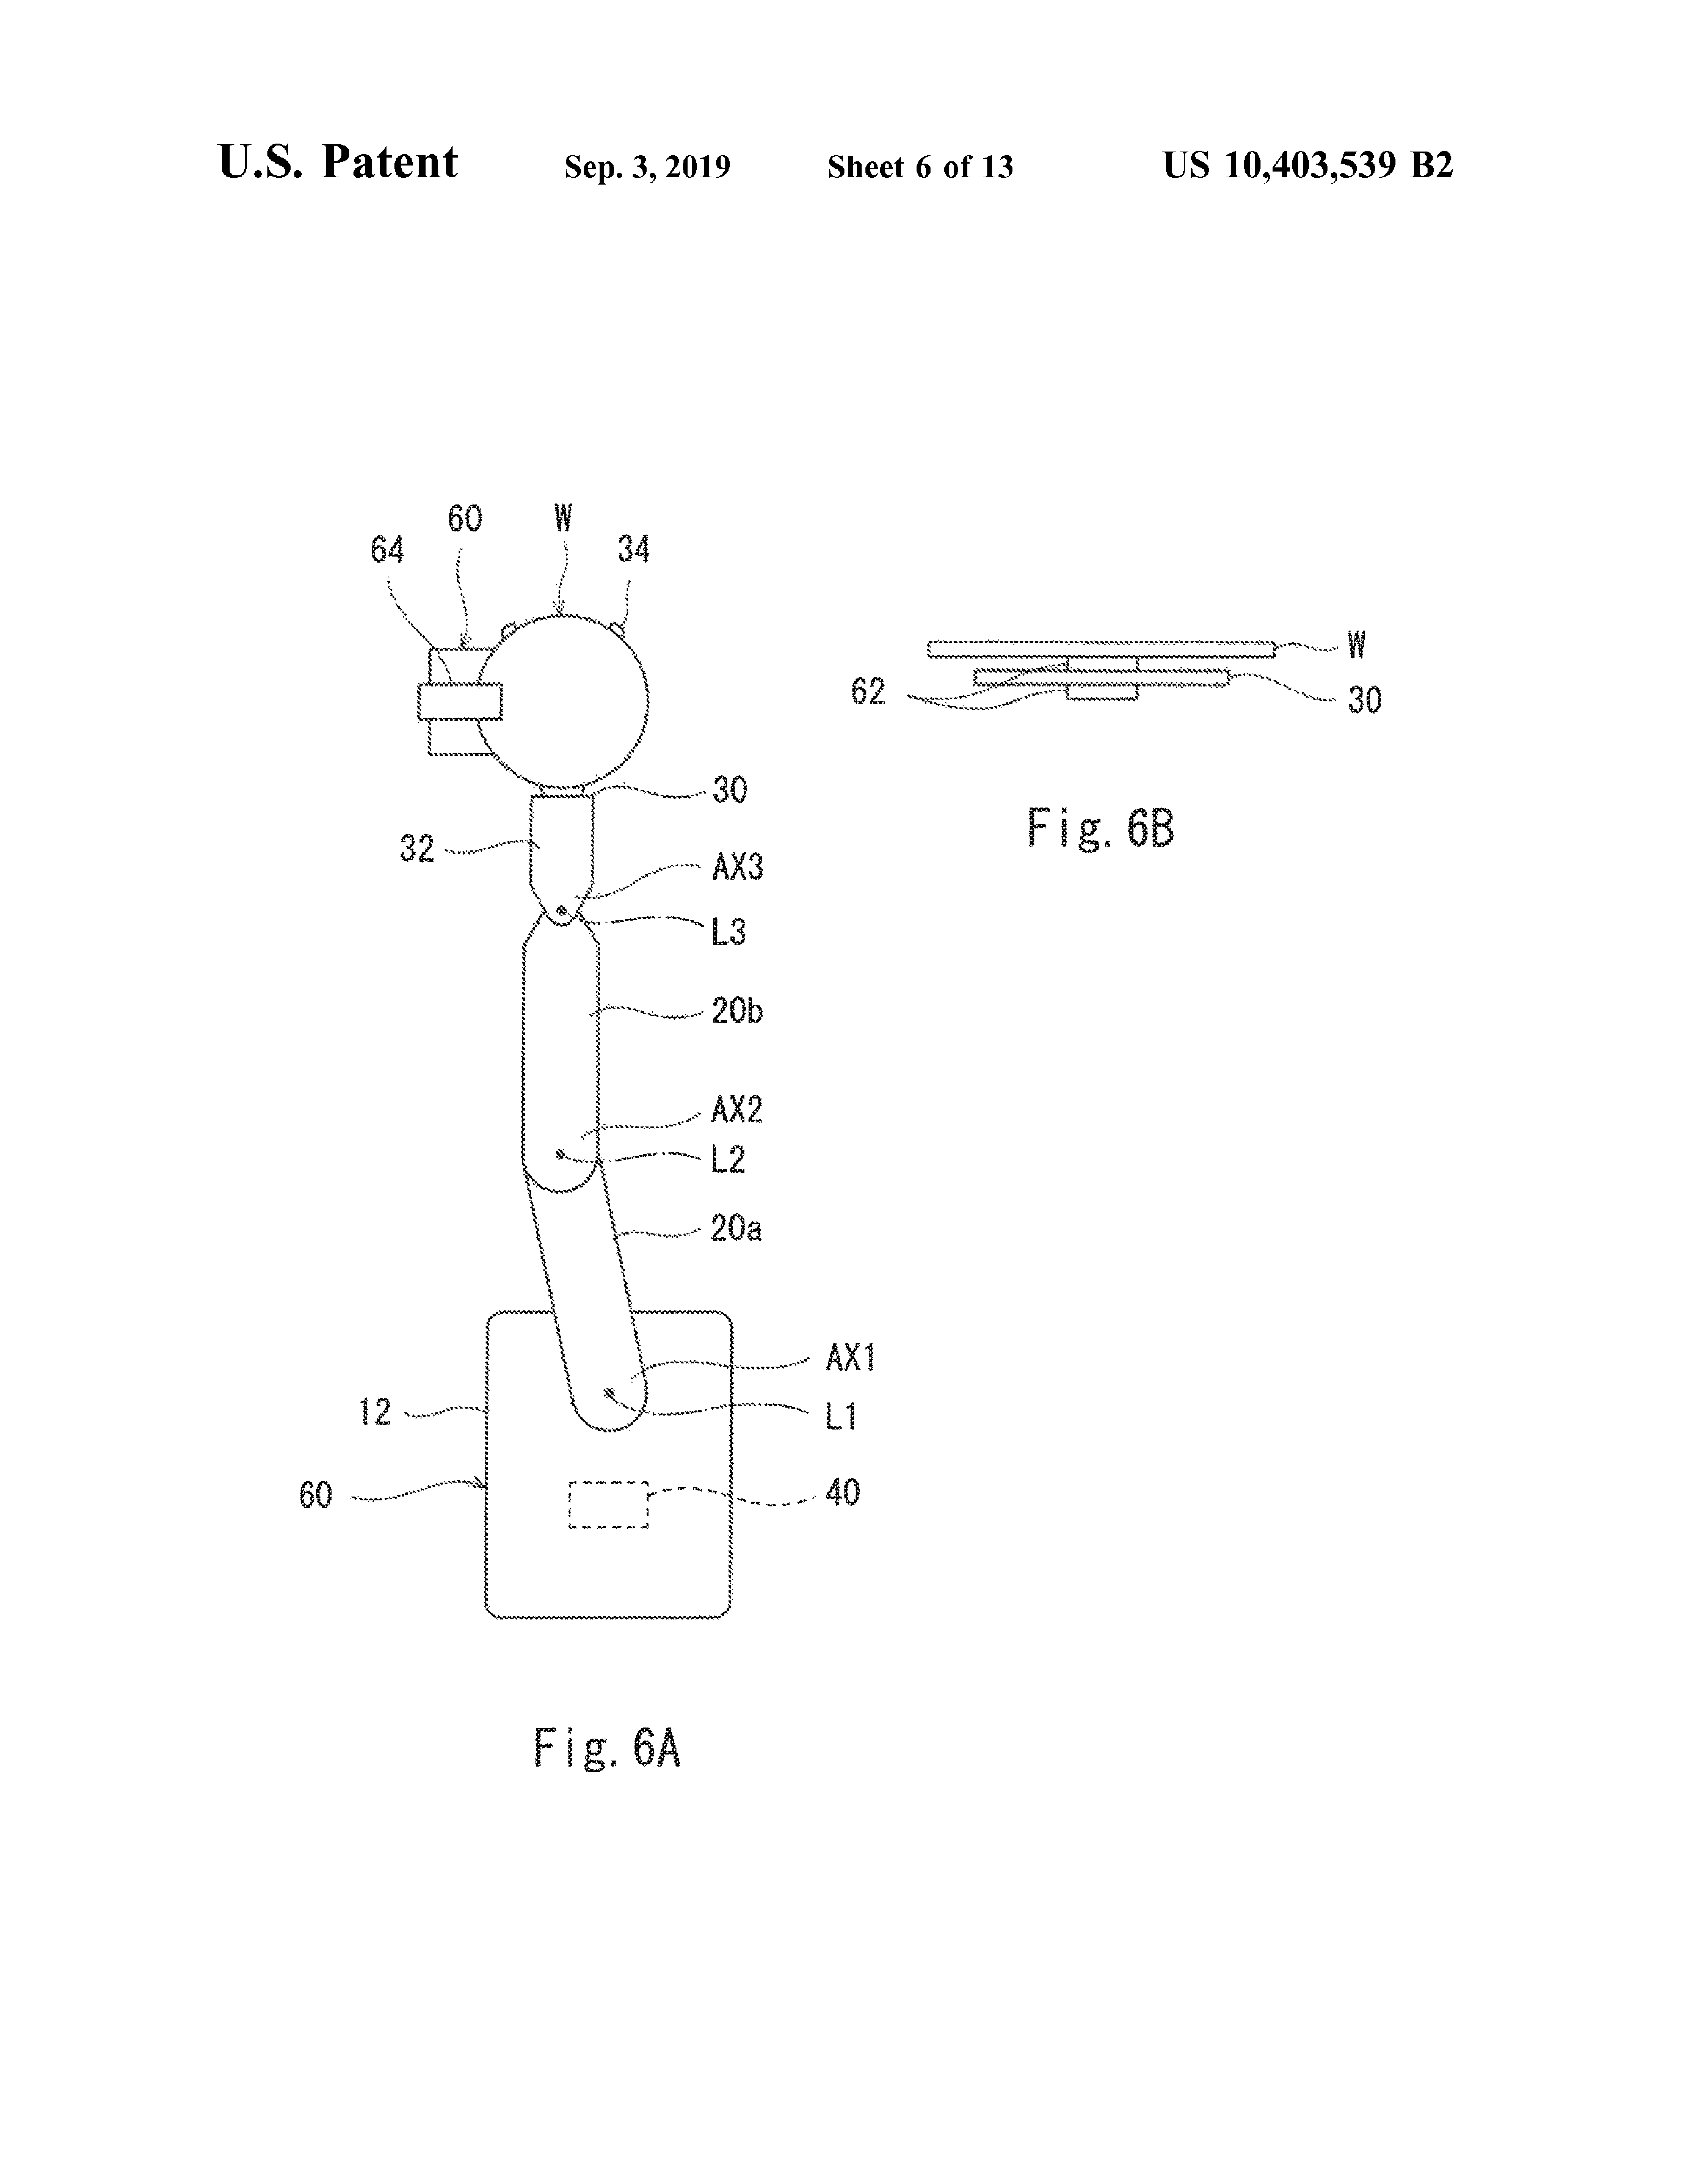 U.S. Patent Sep. 3, 2019 Sheet 6 of 13 US 10,403,539 B2
60 W
64 34
W
62 30
30
Fig. 6B
32
AX3
L3
20b
AX2
L2
20a
AX1
12 L1
60 40
Fig. 6A